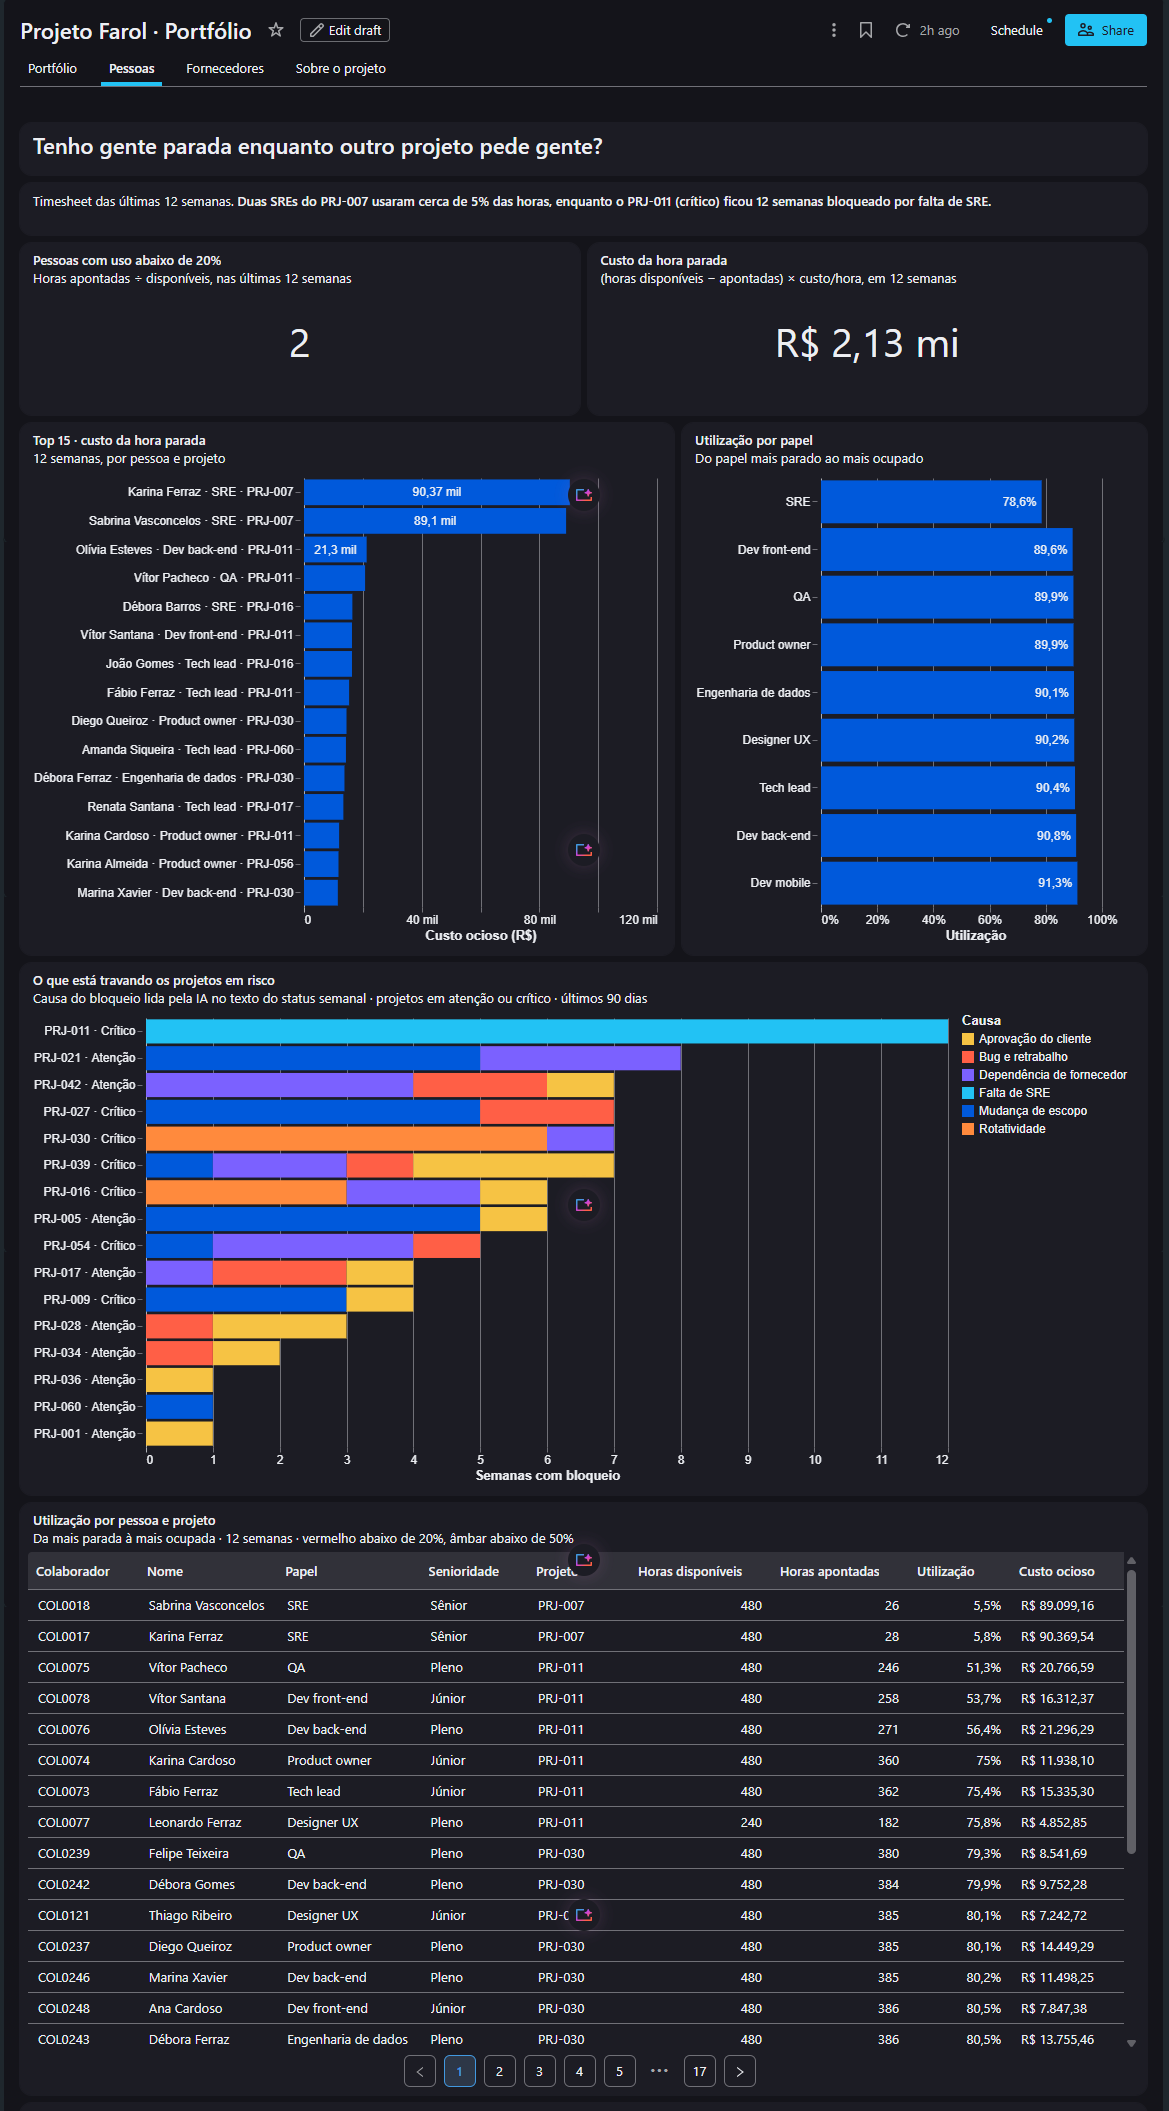 Projeto Farol · Portfólio
Edit draft
2h ago
Schedule
Share
Portfólio
Pessoas
Fornecedores
Sobre o projeto
Tenho gente parada enquanto outro projeto pede gente?
Timesheet das últimas 12 semanas. Duas SREs do PRJ-007 usaram cerca de 5% das horas, enquanto o PRJ-011 (crítico) ficou 12 semanas bloqueado por falta de SRE.
Pessoas com uso abaixo de 20%
Horas apontadas ÷ disponíveis, nas últimas 12 semanas
2
Custo da hora parada
(horas disponíveis − apontadas) × custo/hora, em 12 semanas
R$ 2,13 mi
Top 15 · custo da hora parada
12 semanas, por pessoa e projeto
Karina Ferraz · SRE · PRJ-007 90,37 mil
Sabrina Vasconcelos · SRE · PRJ-007 89,1 mil
Olívia Esteves · Dev back-end · PRJ-011 21,3 mil
Vítor Pacheco · QA · PRJ-011
Débora Barros · SRE · PRJ-016
Vítor Santana · Dev front-end · PRJ-011
João Gomes · Tech lead · PRJ-016
Fábio Ferraz · Tech lead · PRJ-011
Diego Queiroz · Product owner · PRJ-030
Amanda Siqueira · Tech lead · PRJ-060
Débora Ferraz · Engenharia de dados · PRJ-030
Renata Santana · Tech lead · PRJ-017
Karina Cardoso · Product owner · PRJ-011
Karina Almeida · Product owner · PRJ-056
Marina Xavier · Dev back-end · PRJ-030
0 40 mil 80 mil 120 mil
Custo ocioso (R$)
Utilização por papel
Do papel mais parado ao mais ocupado
SRE 78,6%
Dev front-end 89,6%
QA 89,9%
Product owner 89,9%
Engenharia de dados 90,1%
Designer UX 90,2%
Tech lead 90,4%
Dev back-end 90,8%
Dev mobile 91,3%
0% 20% 40% 60% 80% 100%
Utilização
O que está travando os projetos em risco
Causa do bloqueio lida pela IA no texto do status semanal · projetos em atenção ou crítico · últimos 90 dias
PRJ-011 · Crítico
PRJ-021 · Atenção
PRJ-042 · Atenção
PRJ-027 · Crítico
PRJ-030 · Crítico
PRJ-039 · Crítico
PRJ-016 · Crítico
PRJ-005 · Atenção
PRJ-054 · Crítico
PRJ-017 · Atenção
PRJ-009 · Crítico
PRJ-028 · Atenção
PRJ-034 · Atenção
PRJ-036 · Atenção
PRJ-060 · Atenção
PRJ-001 · Atenção
0 1 2 3 4 5 6 7 8 9 10 11 12
Semanas com bloqueio
Causa
Aprovação do cliente
Bug e retrabalho
Dependência de fornecedor
Falta de SRE
Mudança de escopo
Rotatividade
Utilização por pessoa e projeto
Da mais parada à mais ocupada · 12 semanas · vermelho abaixo de 20%, âmbar abaixo de 50%
Colaborador Nome Papel Senioridade Projeto Horas disponíveis Horas apontadas Utilização Custo ocioso
COL0018 Sabrina Vasconcelos SRE Sênior PRJ-007 480 26 5,5% R$ 89.099,16
COL0017 Karina Ferraz SRE Sênior PRJ-007 480 28 5,8% R$ 90.369,54
COL0075 Vítor Pacheco QA Pleno PRJ-011 480 246 51,3% R$ 20.766,59
COL0078 Vítor Santana Dev front-end Júnior PRJ-011 480 258 53,7% R$ 16.312,37
COL0076 Olívia Esteves Dev back-end Pleno PRJ-011 480 271 56,4% R$ 21.296,29
COL0074 Karina Cardoso Product owner Júnior PRJ-011 480 360 75% R$ 11.938,10
COL0073 Fábio Ferraz Tech lead Júnior PRJ-011 480 362 75,4% R$ 15.335,30
COL0077 Leonardo Ferraz Designer UX Pleno PRJ-011 240 182 75,8% R$ 4.852,85
COL0239 Felipe Teixeira QA Pleno PRJ-030 480 380 79,3% R$ 8.541,69
COL0242 Débora Gomes Dev back-end Pleno PRJ-030 480 384 79,9% R$ 9.752,28
COL0121 Thiago Ribeiro Designer UX Júnior 480 385 80,1% R$ 7.242,72
COL0237 Diego Queiroz Product owner Pleno PRJ-030 480 385 80,1% R$ 14.449,29
COL0246 Marina Xavier Dev back-end Pleno PRJ-030 480 385 80,2% R$ 11.498,25
COL0248 Ana Cardoso Dev front-end Júnior PRJ-030 480 386 80,5% R$ 7.847,38
COL0243 Débora Ferraz Engenharia de dados Pleno PRJ-030 480 386 80,5% R$ 13.755,46
< 1 2 3 4 5 ••• 17 >